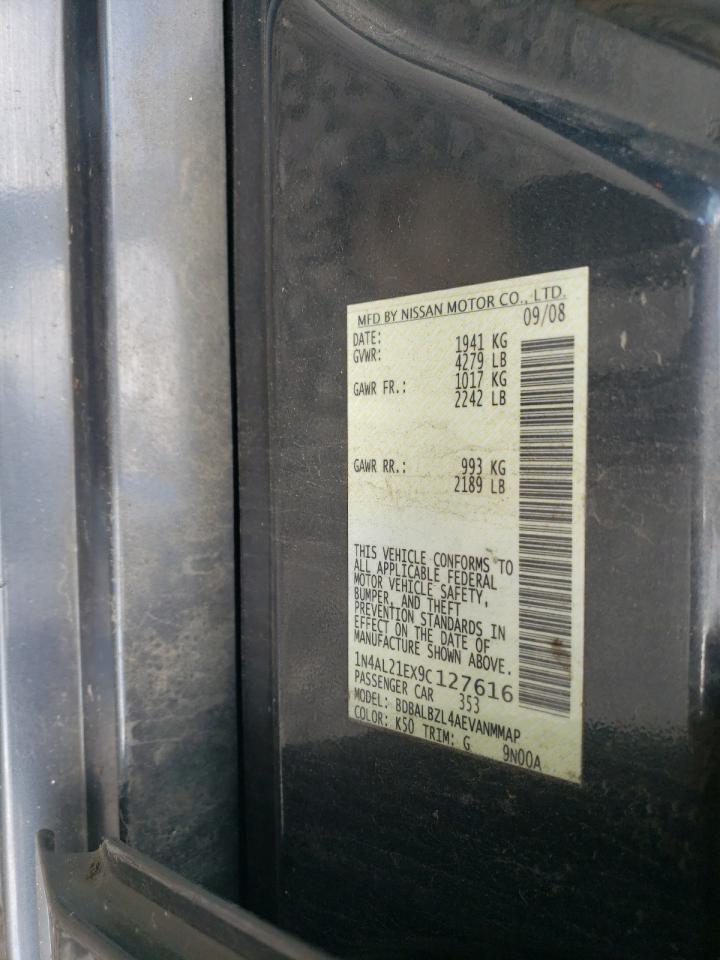 MFD BY NISSAN MOTOR CO., LTD.
DATE: 09/08
GVWR: 1941 KG
4279 LB
GAWR FR.: 1017 KG
2242 LB
GAWR RR.: 993 KG
2189 LB
THIS VEHICLE CONFORMS TO
ALL APPLICABLE FEDERAL
MOTOR VEHICLE SAFETY,
BUMPER, AND THEFT
PREVENTION STANDARDS IN
EFFECT ON THE DATE OF
MANUFACTURE SHOWN ABOVE.
1N4AL21EX9C127616
PASSENGER CAR 353
MODEL: BDBALBZL4AEVANMMAP
COLOR: K50 TRIM: G 9N00A